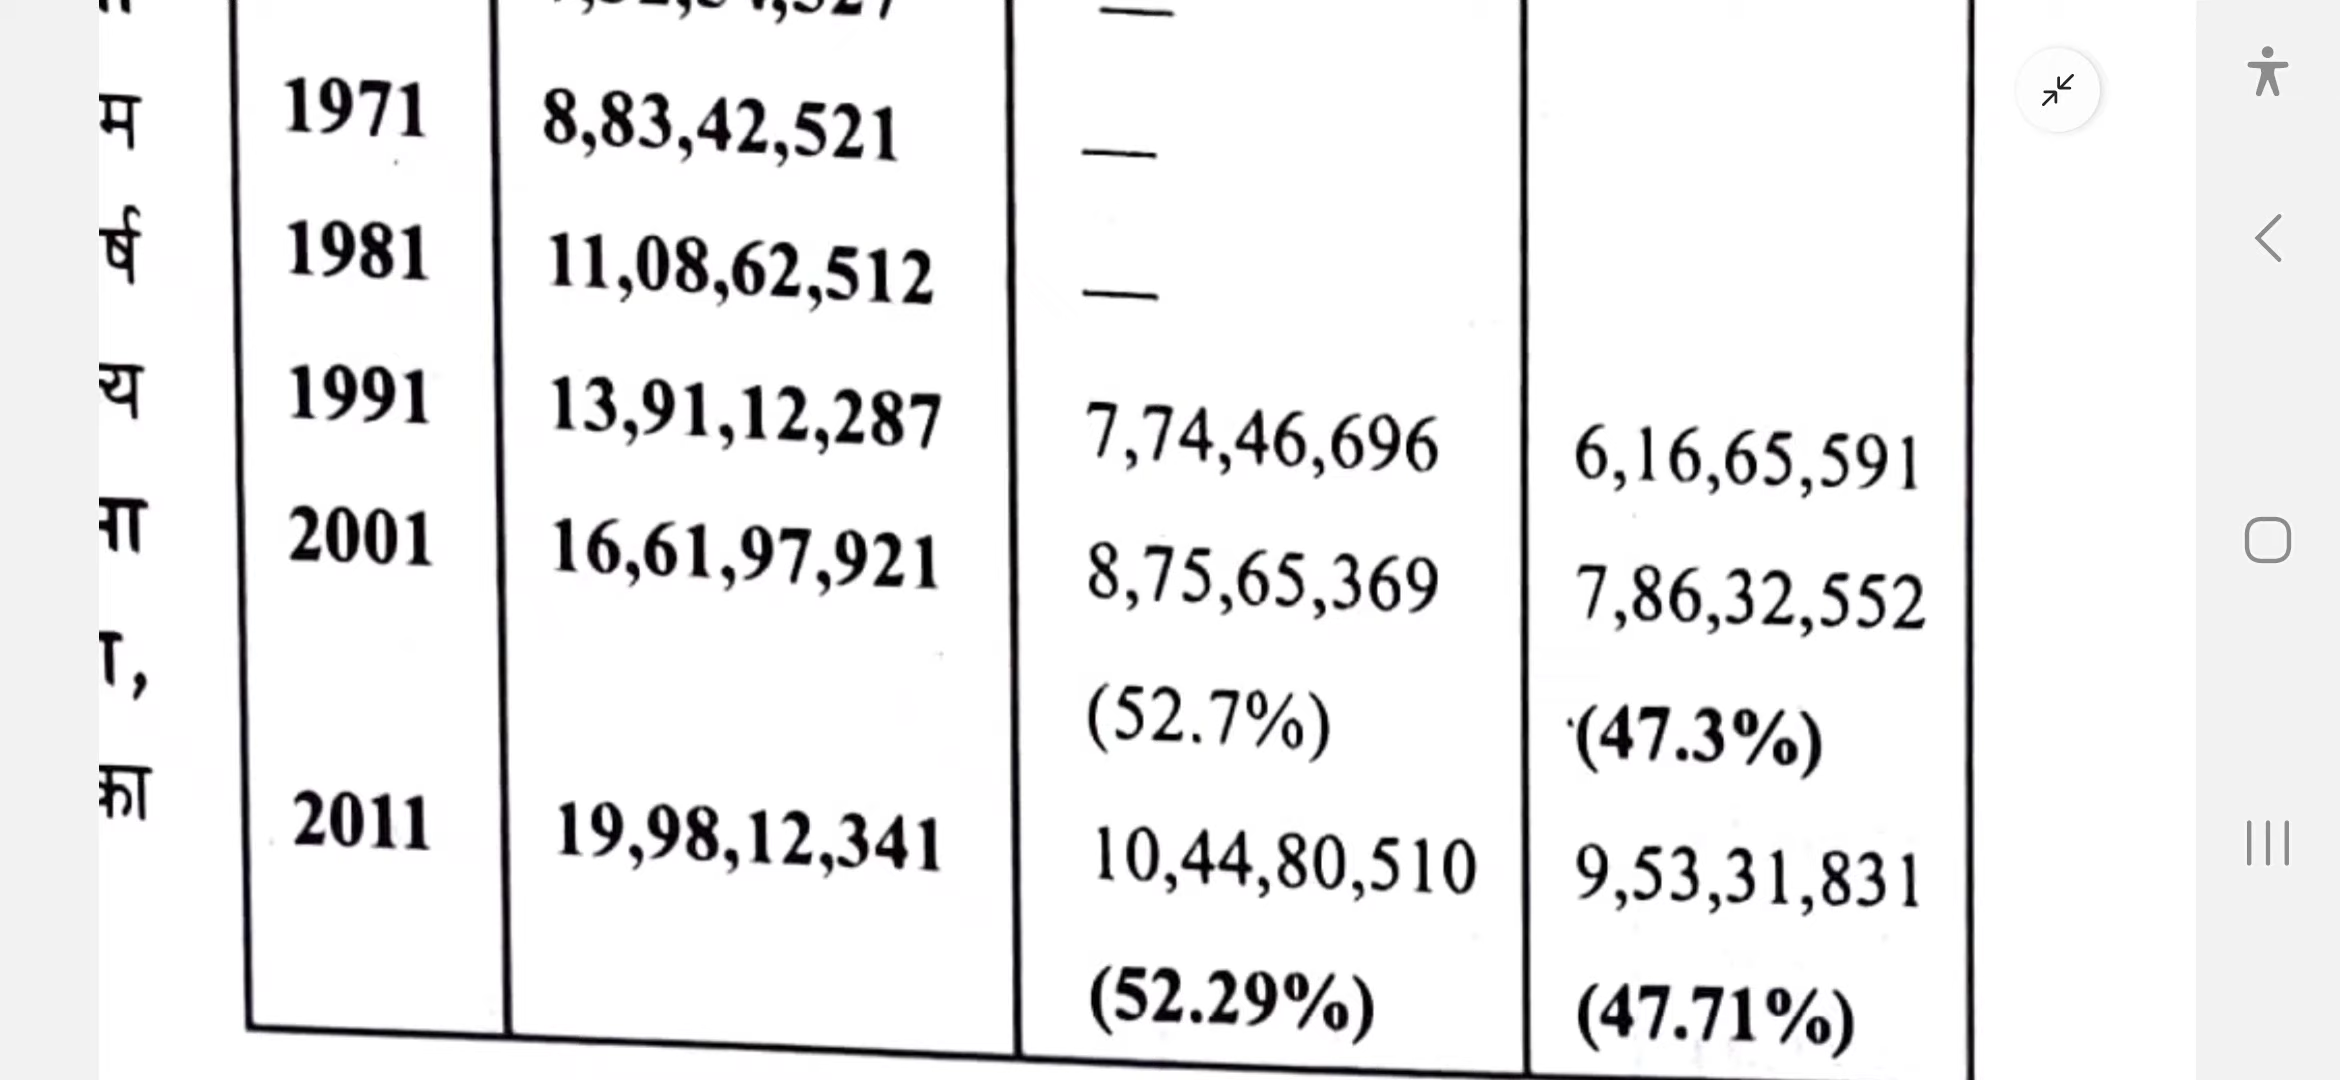 1971 8,83,42,521 —
1981 11,08,62,512 —
1991 13,91,12,287 7,74,46,696 6,16,65,591
2001 16,61,97,921 8,75,65,369 7,86,32,552
(52.7%) (47.3%)
2011 19,98,12,341 10,44,80,510 9,53,31,831
(52.29%) (47.71%)